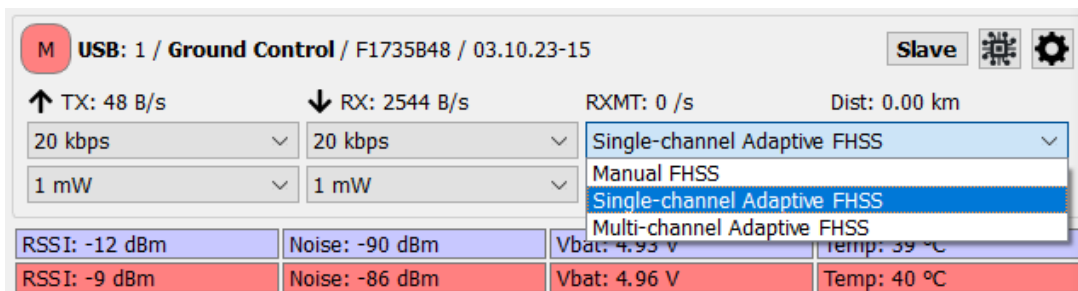 M USB: 1 / Ground Control / F1735B48 / 03.10.23-15 Slave
TX: 48 B/s RX: 2544 B/s RXMT: 0 /s Dist: 0.00 km
20 kbps 20 kbps Single-channel Adaptive FHSS
1 mW 1 mW Manual FHSS
Single-channel Adaptive FHSS
Multi-channel Adaptive FHSS
RSSI: -12 dBm Noise: -90 dBm Vbat: 4.93 V Temp: 39 ºC
RSSI: -9 dBm Noise: -86 dBm Vbat: 4.96 V Temp: 40 ºC